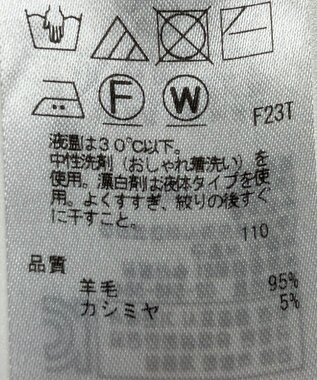 F W
F23T
液温は30℃以下。
中性洗剤(おしゃれ着洗い)を
使用。漂白剤は液体タイプを使
用。よくすすぎ、絞りの後すぐ
に干すこと。
110
品質
羊毛 95%
カシミヤ 5%